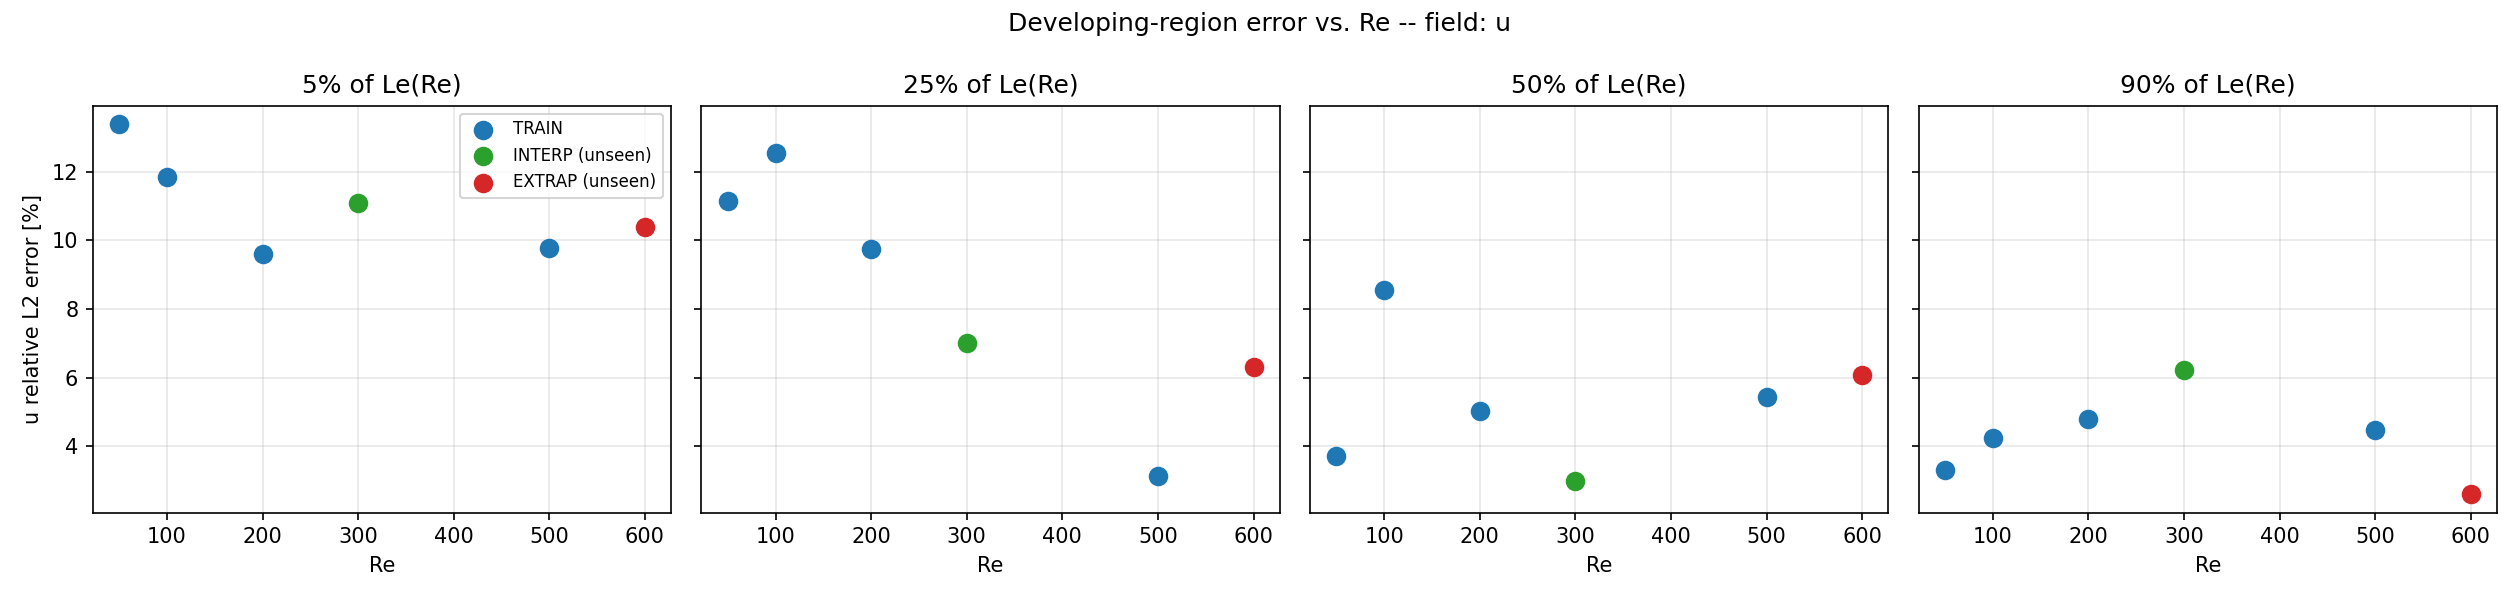 Developing-region error vs. Re -- field: u
5% of Le(Re)
25% of Le(Re)
50% of Le(Re)
90% of Le(Re)
TRAIN
INTERP (unseen)
EXTRAP (unseen)
u relative L2 error [%]
12
10
8
6
4
100 200 300 400 500 600
100 200 300 400 500 600
100 200 300 400 500 600
100 200 300 400 500 600
Re
Re
Re
Re